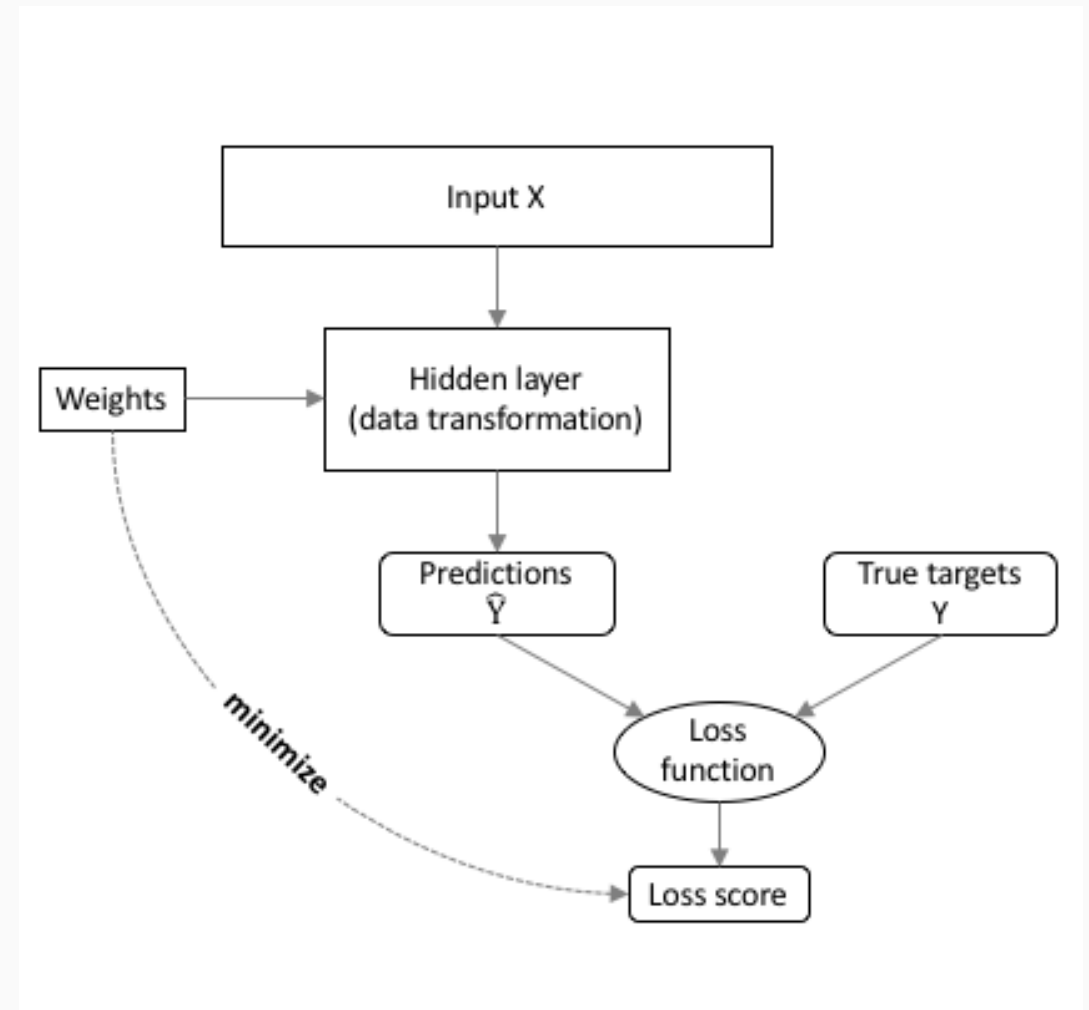 Input X
Weights
Hidden layer
(data transformation)
Predictions
Ŷ
True targets
Y
minimize
Loss
function
Loss score